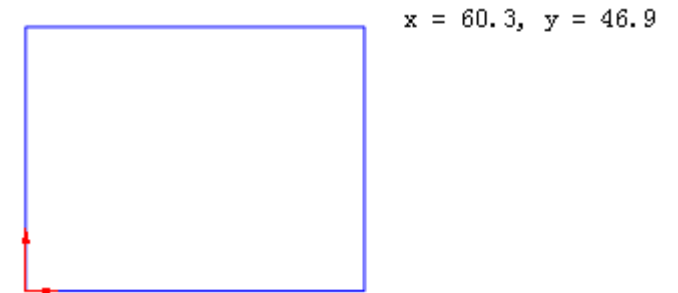 x = 60.3, y = 46.9